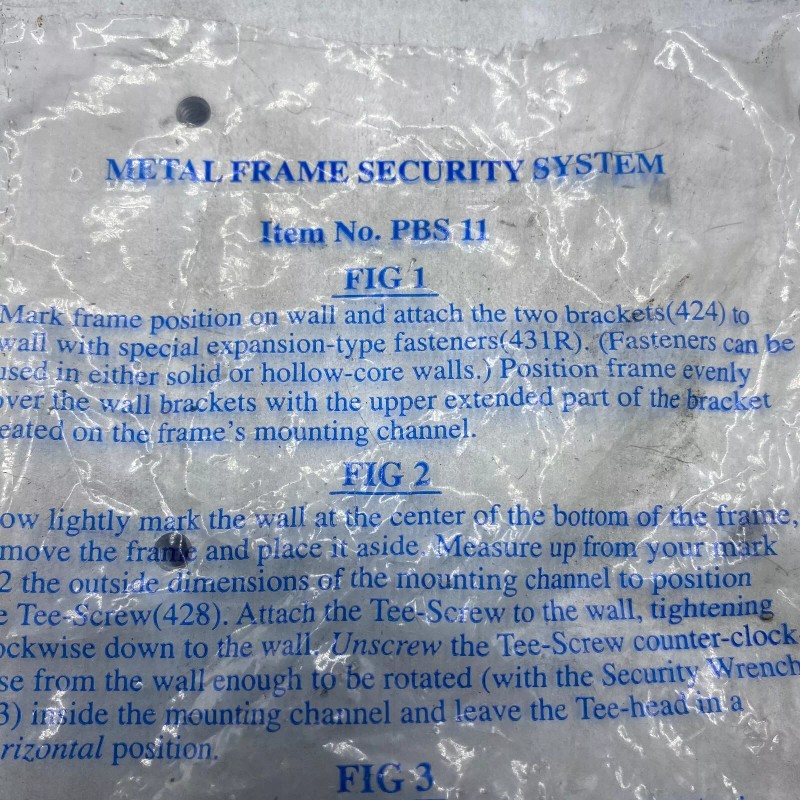 METAL FRAME SECURITY SYSTEM
Item No. PBS 11
FIG 1
Mark frame position on wall and attach the two brackets(424) to
wall with special expansion-type fasteners(431R). (Fasteners can be
used in either solid or hollow-core walls.) Position frame evenly
over the wall brackets with the upper extended part of the bracket
eated on the frame's mounting channel.
FIG 2
ow lightly mark the wall at the center of the bottom of the frame,
move the frame and place it aside. Measure up from your mark
2 the outside dimensions of the mounting channel to position
e Tee-Screw(428). Attach the Tee-Screw to the wall, tightening
ockwise down to the wall. Unscrew the Tee-Screw counter-clock-
se from the wall enough to be rotated (with the Security Wrench
3) inside the mounting channel and leave the Tee-head in a
rizontal position.
FIG 3